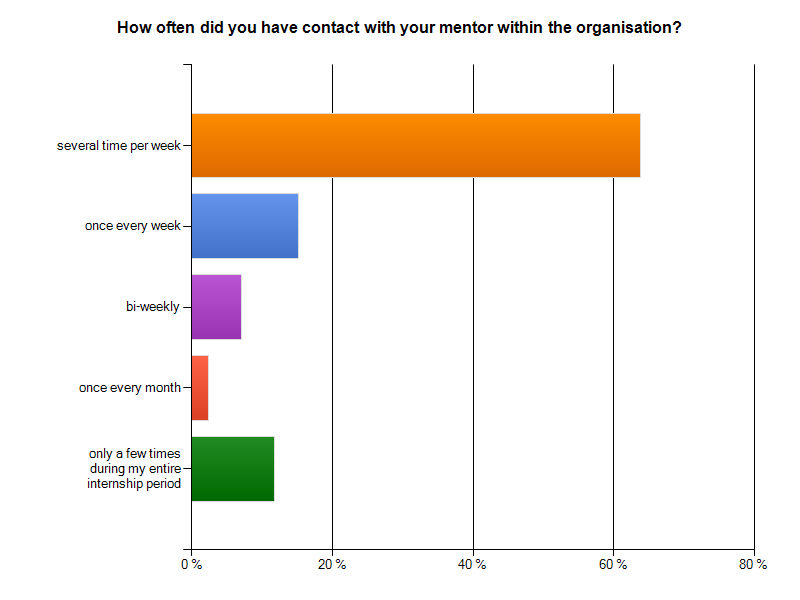 How often did you have contact with your mentor within the organisation?
several time per week
once every week
bi-weekly
once every month
only a few times
during my entire
internship period
0 %
20 %
40 %
60 %
80 %